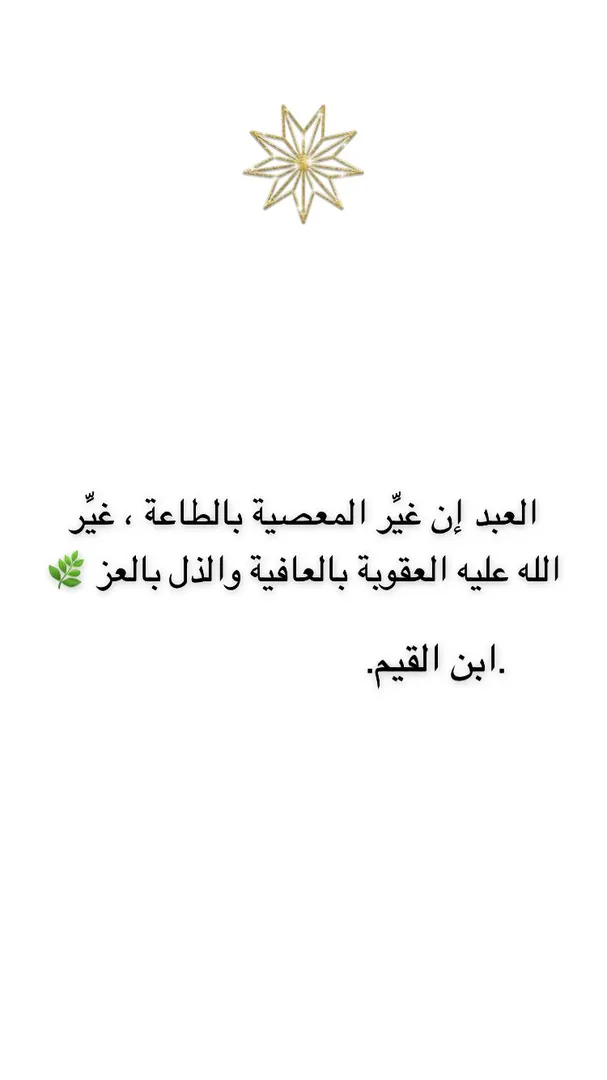 العبد إن غيِّر المعصية بالطاعة ، غيِّر
الله عليه العقوبة بالعافية والذل بالعز 🌿
.ابن القيم.